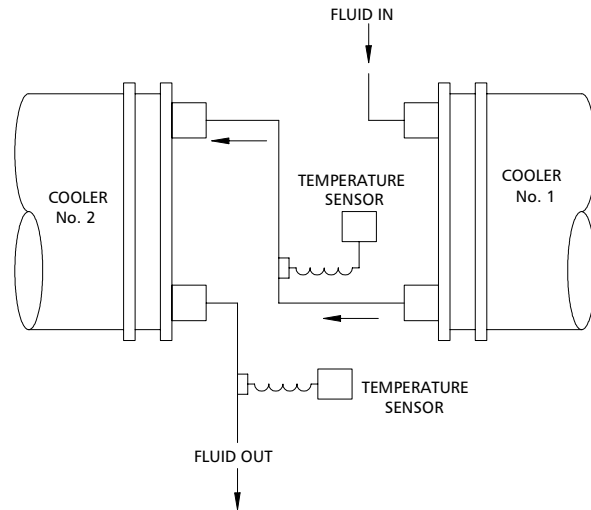 FLUID IN
TEMPERATURE
SENSOR
COOLER
No. 2
COOLER
No. 1
TEMPERATURE
SENSOR
FLUID OUT